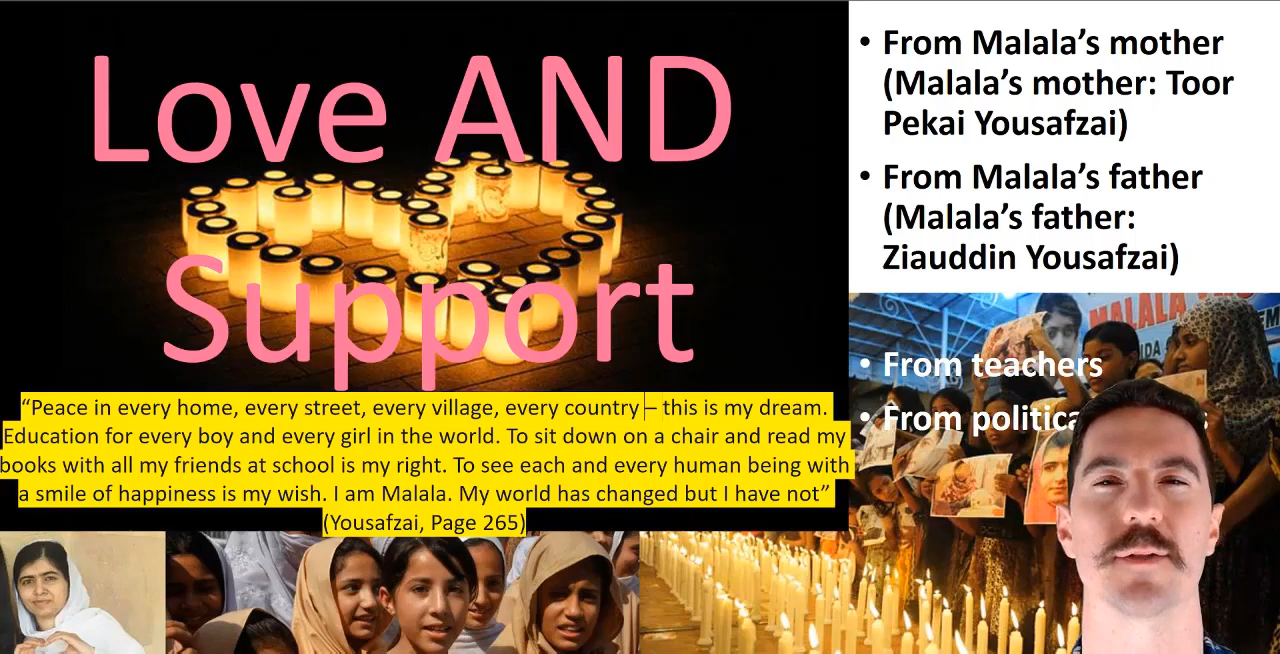 Love AND
Support
“Peace in every home, every street, every village, every country – this is my dream.
Education for every boy and every girl in the world. To sit down on a chair and read my
books with all my friends at school is my right. To see each and every human being with
a smile of happiness is my wish. I am Malala. My world has changed but I have not”
(Yousafzai, Page 265)
• From Malala’s mother
(Malala’s mother: Toor
Pekai Yousafzai)
• From Malala’s father
(Malala’s father:
Ziauddin Yousafzai)
MALALA
• From teachers
• From